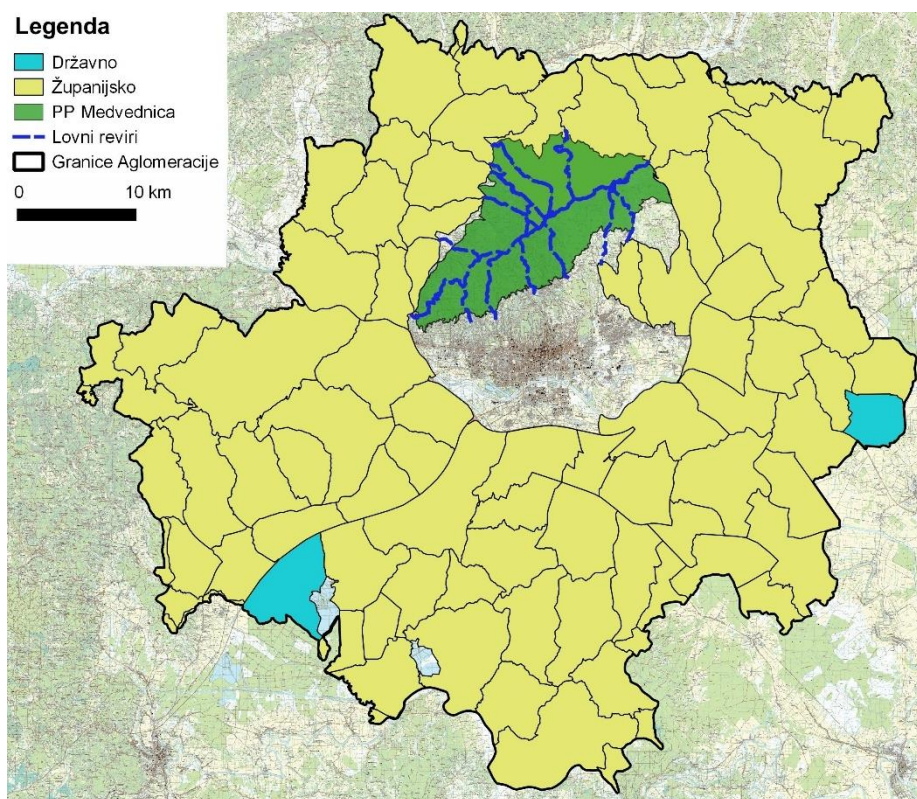 Legenda
Državno
Županijsko
PP Medvednica
Lovni reviri
Granice Aglomeracije
0 10 km